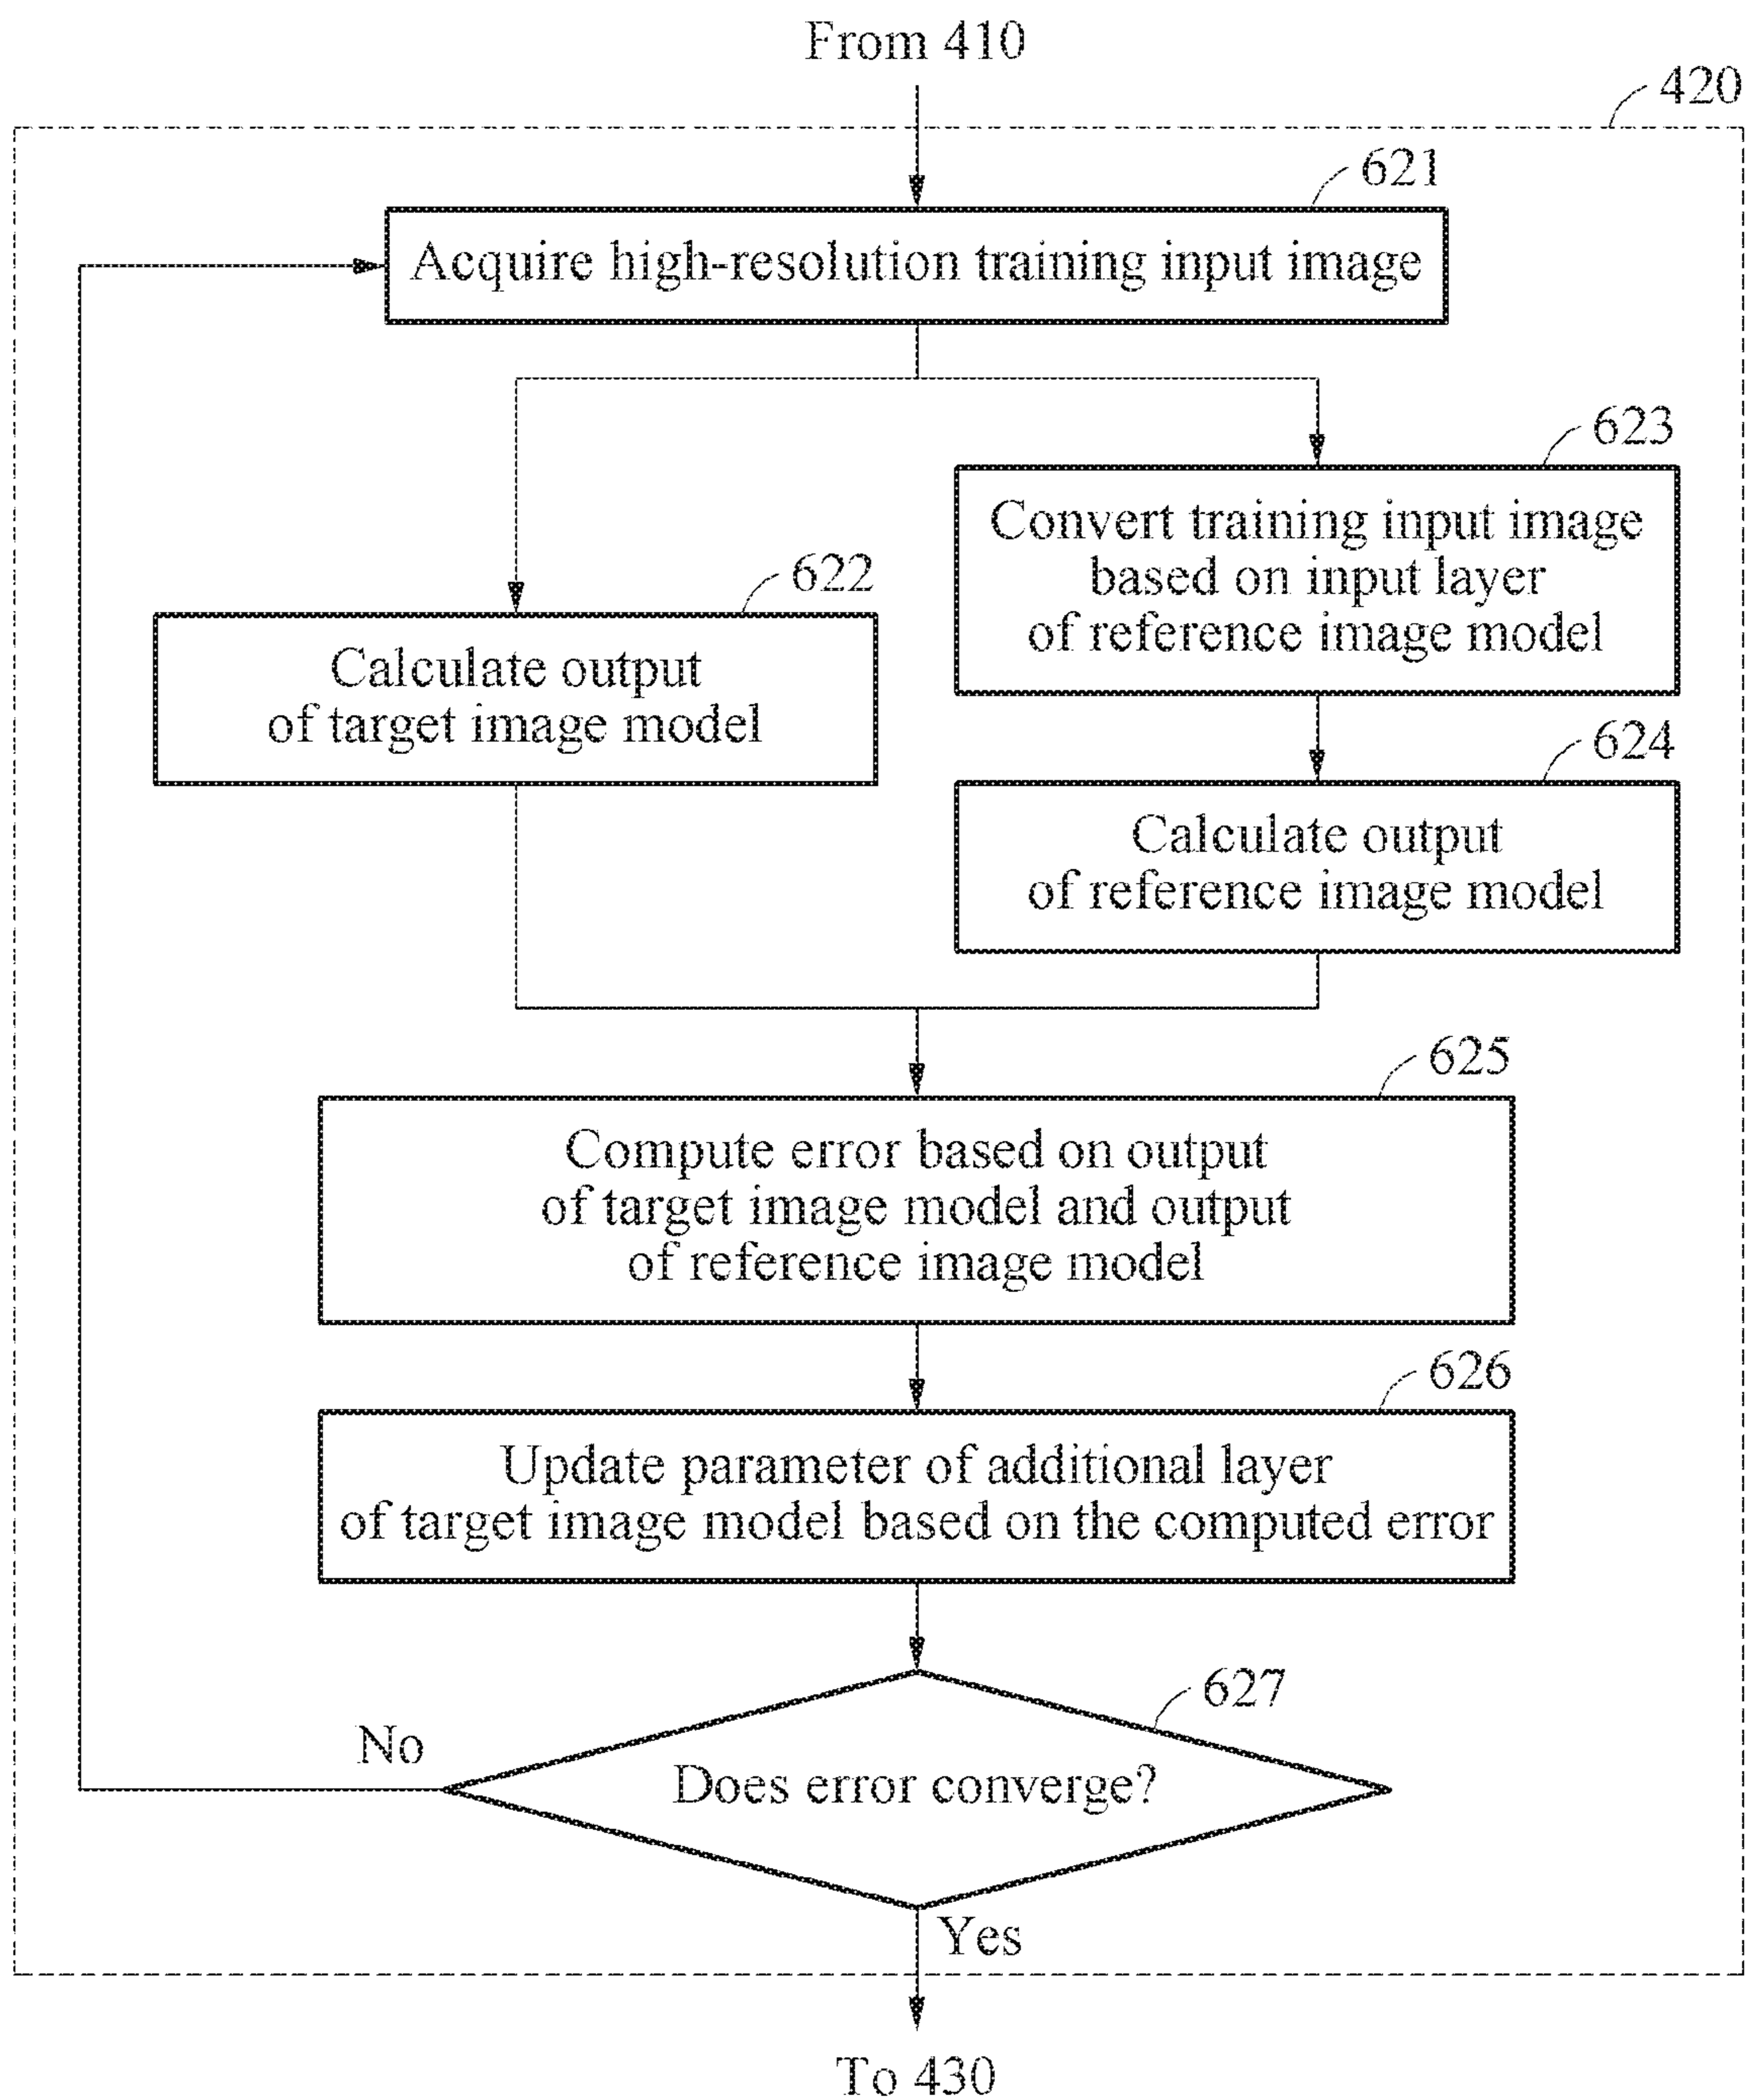 From 410
420
621
Acquire high-resolution training input image
623
Convert training input image
based on input layer
of reference image model
622
Calculate output
of target image model
624
Calculate output
of reference image model
625
Compute error based on output
of target image model and output
of reference image model
626
Update parameter of additional layer
of target image model based on the computed error
627
No
Does error converge?
Yes
To 430